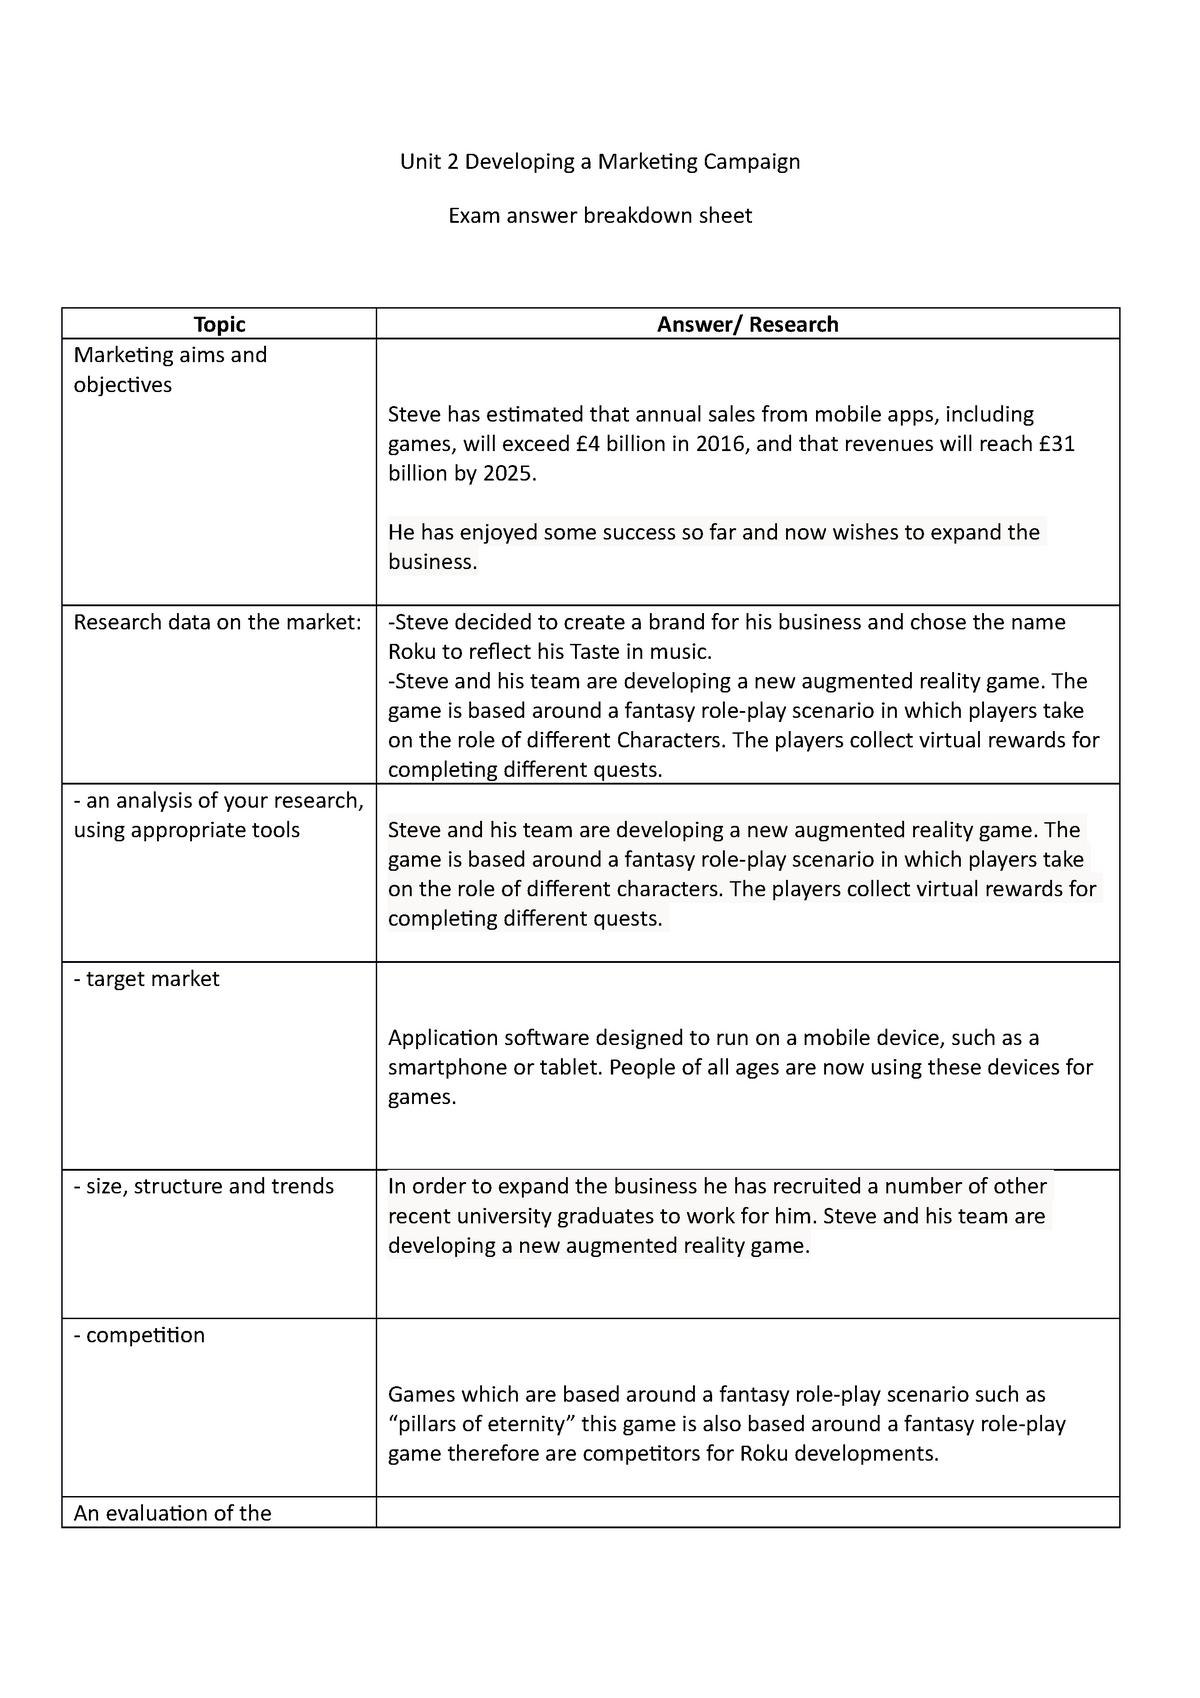 Unit 2 Developing a Marketing Campaign
Exam answer breakdown sheet
Topic
Answer/ Research
Marketing aims and
objectives
Steve has estimated that annual sales from mobile apps, including
games, will exceed £4 billion in 2016, and that revenues will reach £31
billion by 2025.
He has enjoyed some success so far and now wishes to expand the
business.
Research data on the market:
-Steve decided to create a brand for his business and chose the name
Roku to reflect his Taste in music.
-Steve and his team are developing a new augmented reality game. The
game is based around a fantasy role-play scenario in which players take
on the role of different Characters. The players collect virtual rewards for
completing different quests.
- an analysis of your research,
using appropriate tools
Steve and his team are developing a new augmented reality game. The
game is based around a fantasy role-play scenario in which players take
on the role of different characters. The players collect virtual rewards for
completing different quests.
- target market
Application software designed to run on a mobile device, such as a
smartphone or tablet. People of all ages are now using these devices for
games.
- size, structure and trends
In order to expand the business he has recruited a number of other
recent university graduates to work for him. Steve and his team are
developing a new augmented reality game.
- competition
Games which are based around a fantasy role-play scenario such as
“pillars of eternity” this game is also based around a fantasy role-play
game therefore are competitors for Roku developments.
An evaluation of the